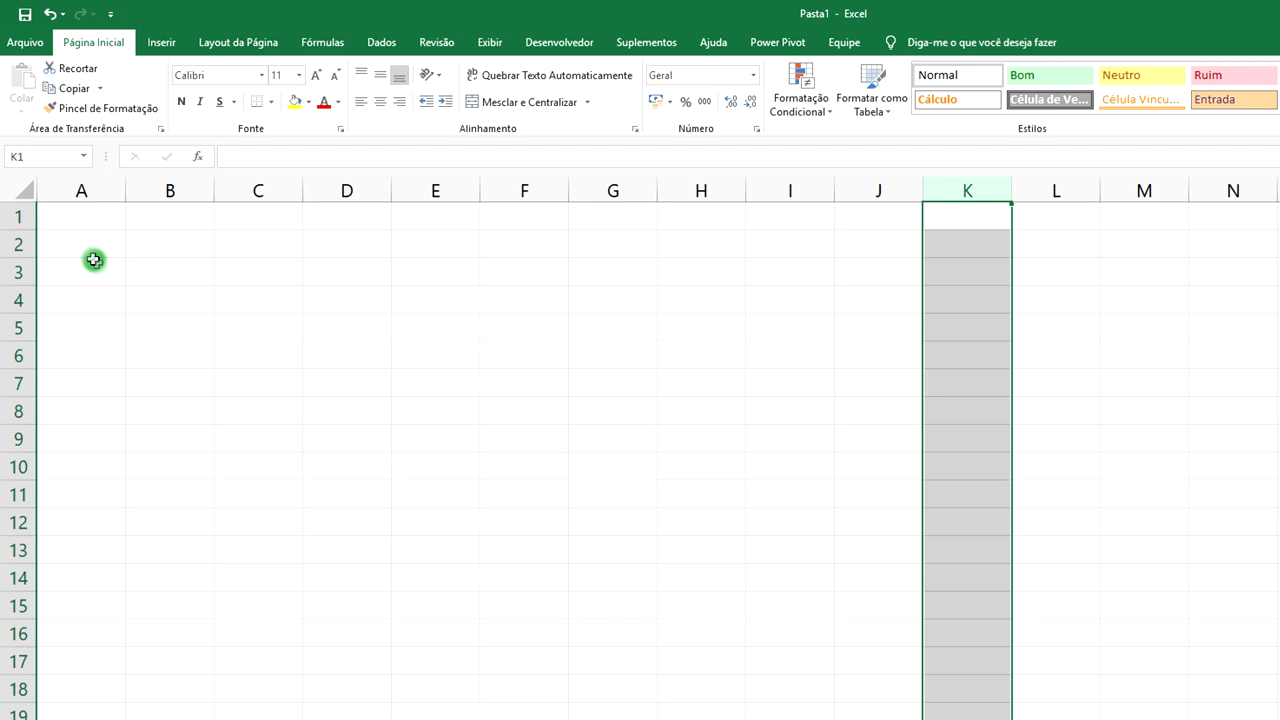 Pasta1 - Excel
Arquivo Página Inicial Inserir Layout da Página Fórmulas Dados Revisão Exibir Desenvolvedor Suplementos Ajuda Power Pivot Equipe Diga-me o que você deseja fazer
Colar
Recortar
Copiar
Pincel de Formatação
Área de Transferência
Calibri 11
N I S A
Fonte
ab Quebrar Texto Automaticamente
Mesclar e Centralizar
Alinhamento
Geral
% 000
Número
Formatação Condicional
Formatar como Tabela
Normal Bom Neutro Ruim
Cálculo Célula de Ve... Célula Vincu... Entrada
Estilos
K1 fx
A B C D E F G H I J K L M N
1
2
3
4
5
6
7
8
9
10
11
12
13
14
15
16
17
18
19